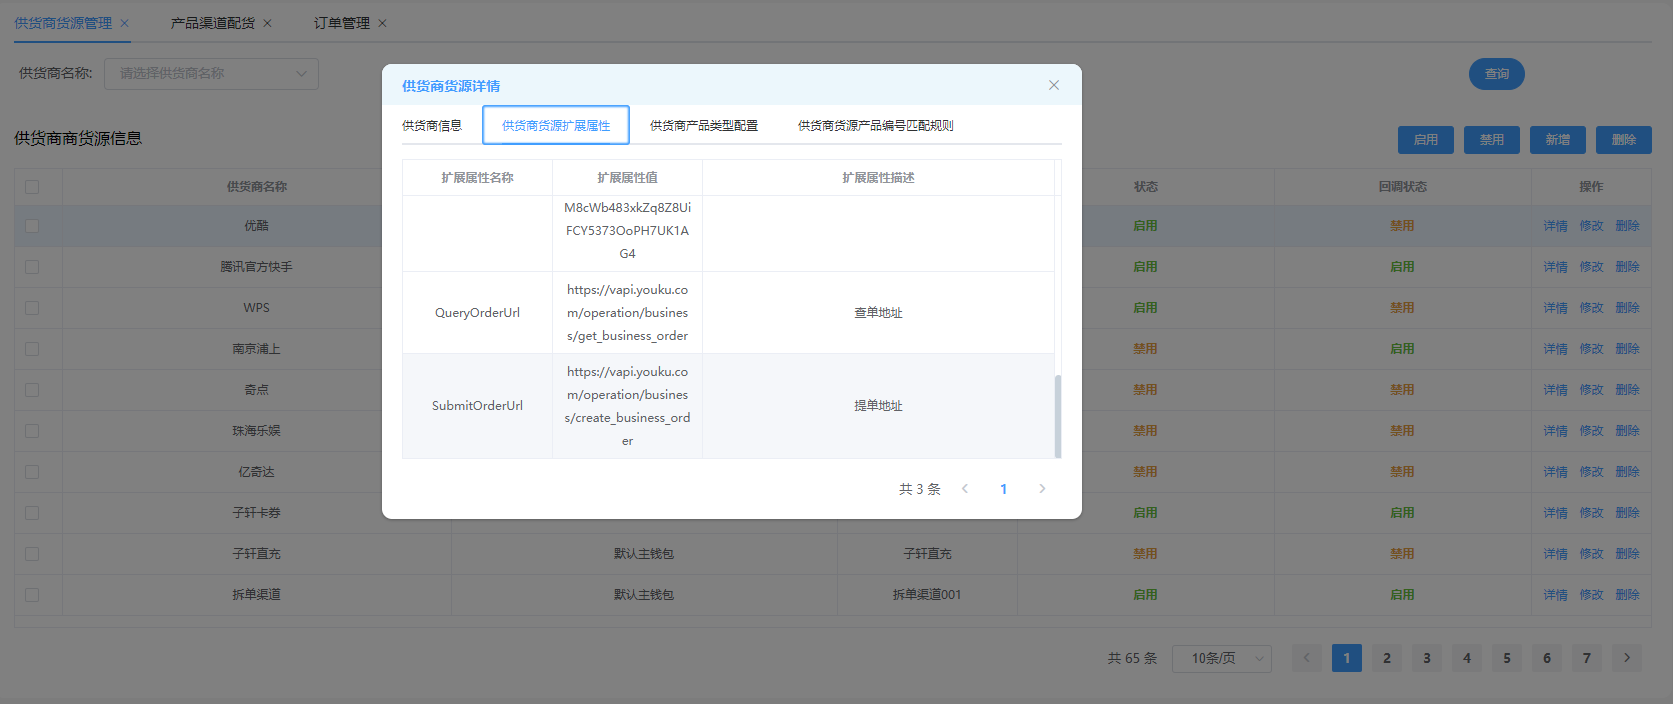 供货商货源管理 产品渠道配货 订单管理
供货商名称: 请选择供货商名称 查询
供货商商货源信息 启用 禁用 新增 删除
供货商名称 状态 回调状态 操作
优酷 启用 禁用 详情 修改 删除
腾讯官方快手 启用 启用 详情 修改 删除
WPS 启用 禁用 详情 修改 删除
南京浦上 禁用 启用 详情 修改 删除
奇点 禁用 禁用 详情 修改 删除
珠海乐娱 禁用 禁用 详情 修改 删除
亿奇达 禁用 禁用 详情 修改 删除
子轩卡券 启用 启用 详情 修改 删除
子轩直充 默认主钱包 子轩直充 禁用 禁用 详情 修改 删除
拆单渠道 默认主钱包 拆单渠道001 启用 启用 详情 修改 删除
共 65 条 10条/页 1 2 3 4 5 6 7
供货商货源详情
供货商信息 供货商货源扩展属性 供货商产品类型配置 供货商货源产品编号匹配规则
扩展属性名称 扩展属性值 扩展属性描述
M8cWb483xkZq8Z8Ui
FCY5373OoPH7UK1A
G4
https://vapi.youku.co
QueryOrderUrl m/operation/busines 查单地址
s/get_business_order
https://vapi.youku.co
m/operation/busines
SubmitOrderUrl 提单地址
s/create_business_ord
er
共 3 条 1